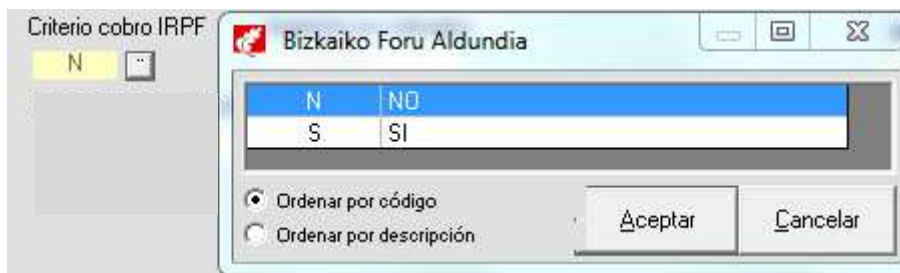 Criterio cobro IRPF
N ..
Bizkaiko Foru Aldundia
N NO
S SI
Ordenar por código
Ordenar por descripción
Aceptar
Cancelar